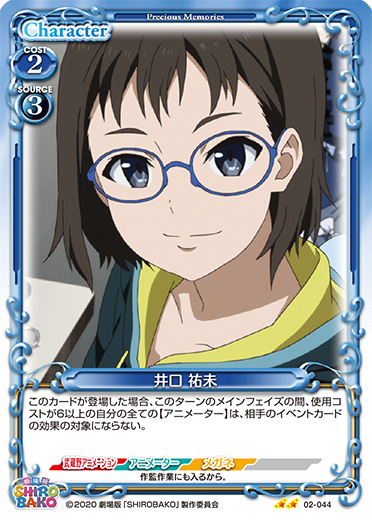 Precious Memories
Character
COST
2
SOURCE
3
井口 祐未
このカードが登場した場合、このターンのメインフェイズの間、使用コ
ストが6以上の自分の全ての【アニメーター】は、相手のイベントカード
の効果の対象にならない。
武蔵野アニメーション アニメーター メガネ
作監作業にも入るから。
劇場版
SHIRO
BAKO
©2020 劇場版「SHIROBAKO」製作委員会
02-044